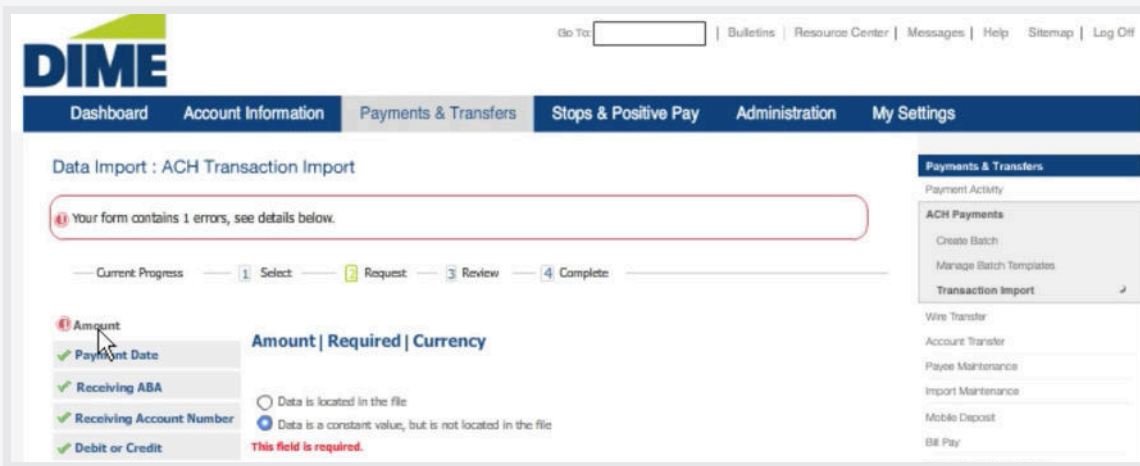 DIME
Go To: | Bulletins | Resource Center | Messages | Help Sitemap | Log Off
Dashboard Account Information Payments & Transfers Stops & Positive Pay Administration My Settings
Data Import : ACH Transaction Import
Your form contains 1 errors, see details below.
Current Progress 1 Select 2 Request 3 Review 4 Complete
Amount
Payment Date
Receiving ABA
Receiving Account Number
Debit or Credit
Amount | Required | Currency
Data is located in the file
Data is a constant value, but is not located in the file
This field is required.
Payments & Transfers
Payment Activity
ACH Payments
Create Batch
Manage Batch Templates
Transaction Import
Wire Transfer
Account Transfer
Payee Maintenance
Import Maintenance
Mobile Deposit
Bill Pay